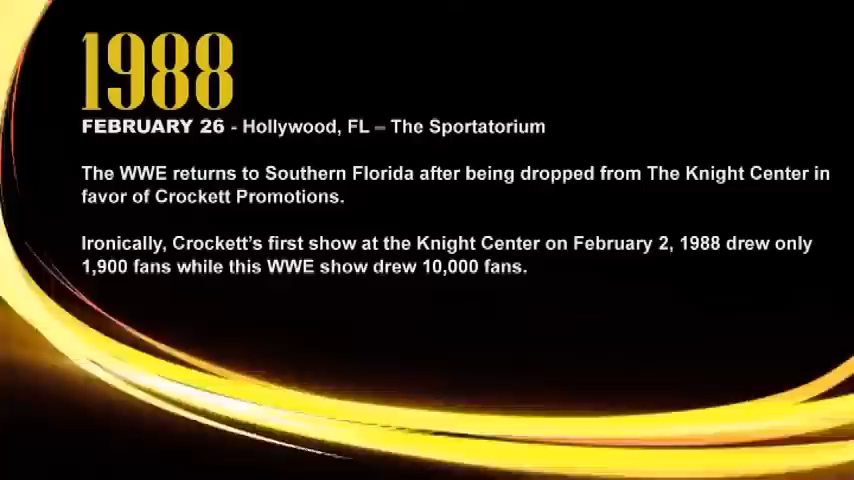 1988
FEBRUARY 26 - Hollywood, FL – The Sportatorium
The WWE returns to Southern Florida after being dropped from The Knight Center in
favor of Crockett Promotions.
Ironically, Crockett's first show at the Knight Center on February 2, 1988 drew only
1,900 fans while this WWE show drew 10,000 fans.